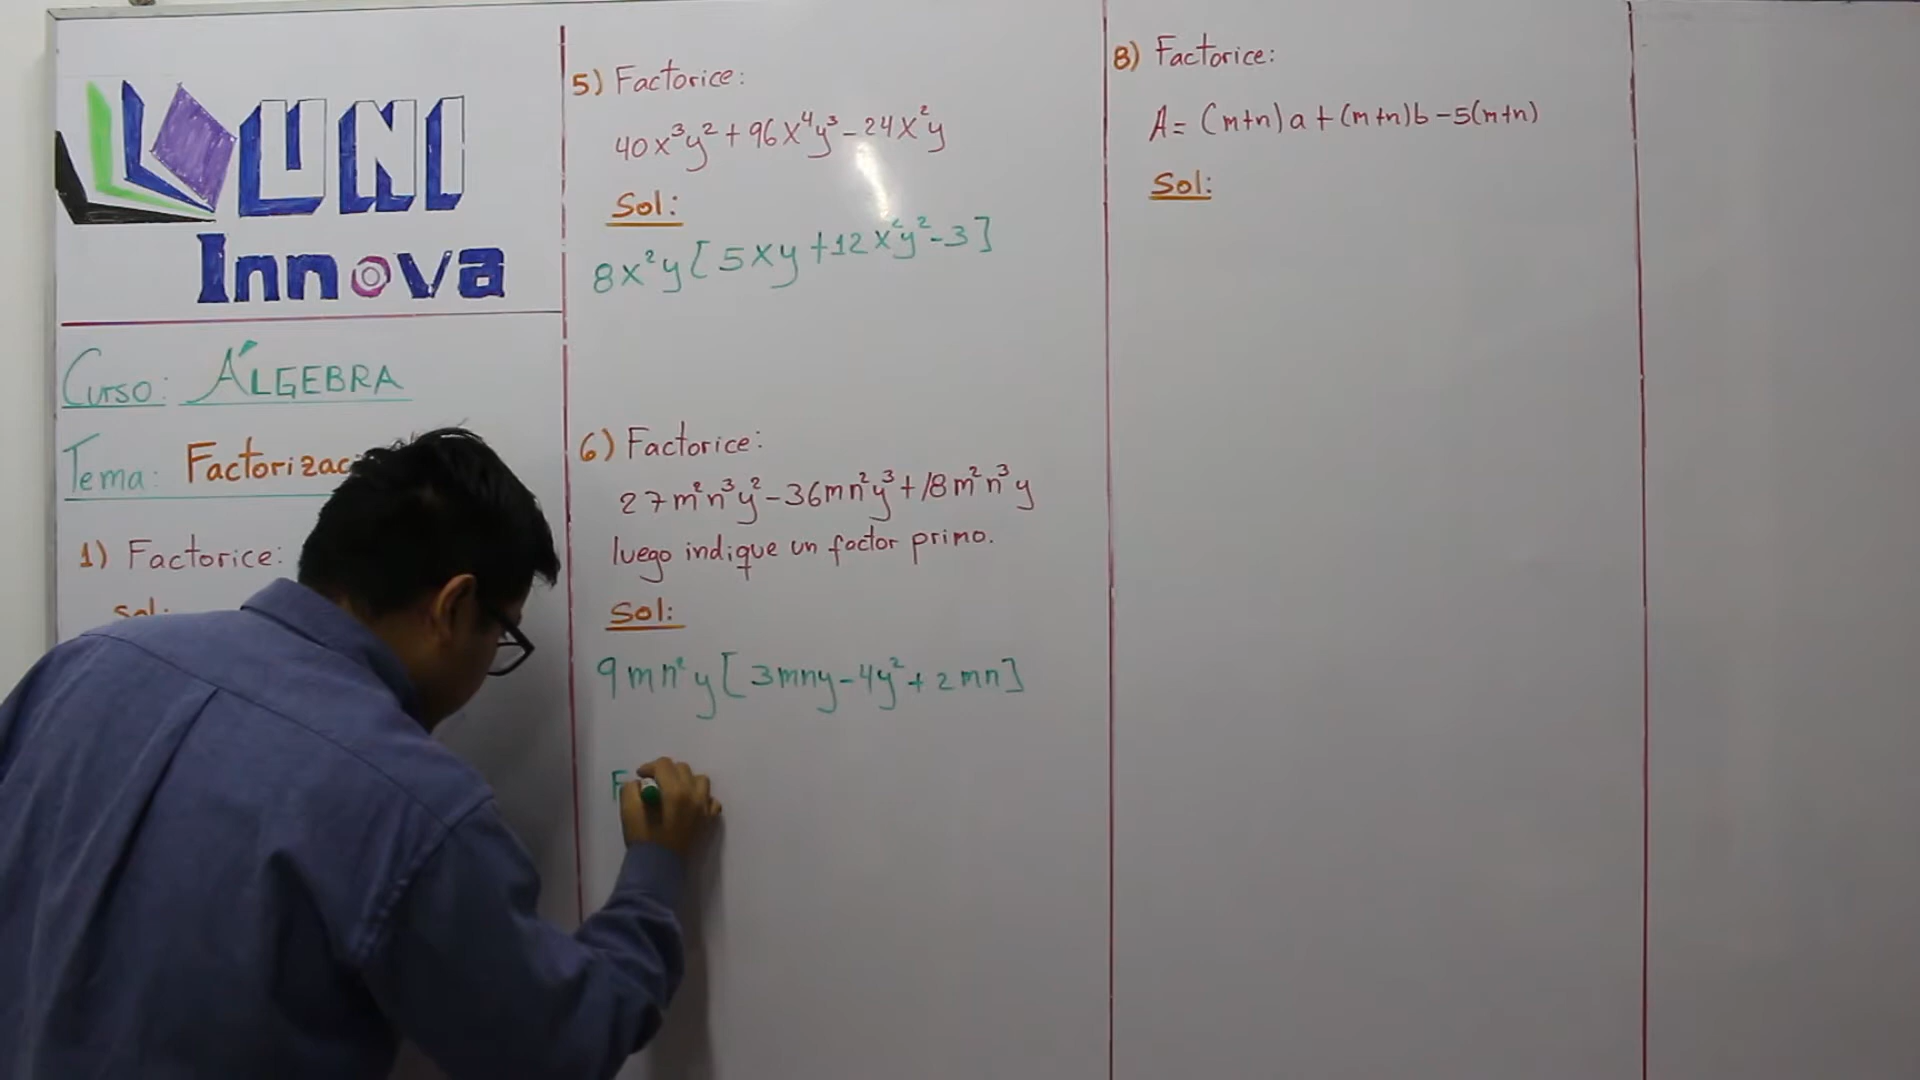 UNI
Innova
Curso: ÁLGEBRA
Tema:
1) Factorice:
Sol:
5) Factorice:
40x³y² + 96x⁴y³ - 24x²y
Sol:
8x²y[5xy + 12x²y² - 3]
6) Factorice:
27m²n³y² - 36mn²y³ + 18m²n³y
luego indique un factor primo.
Sol:
9mn²y[3mny - 4y² + 2mn]
F
8) Factorice:
A = (m+n)a + (m+n)b - 5(m+n)
Sol: